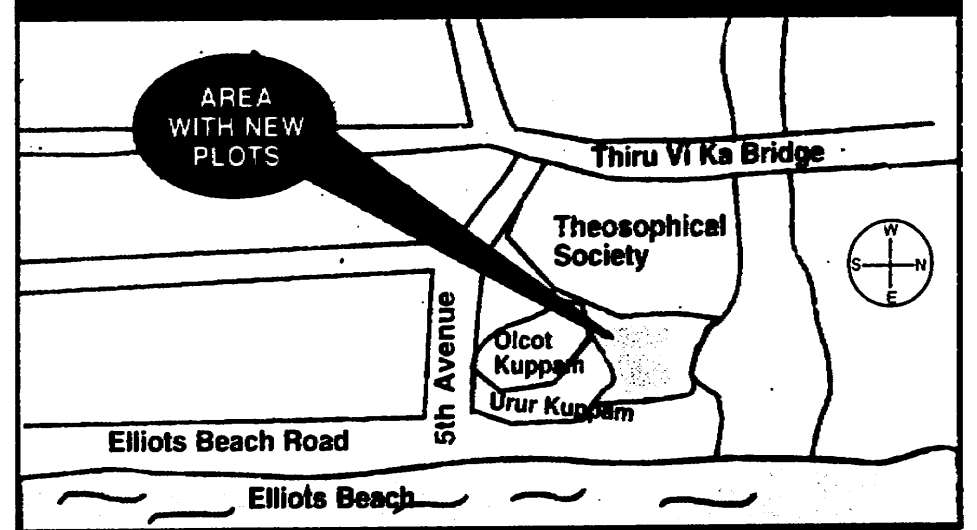 AREA
WITH NEW
PLOTS
Thiru Vi Ka Bridge
Theosophical
Society
W
S
N
E
Olcot
Kuppam
Urur Kuppam
5th Avenue
Elliots Beach Road
Elliots Beach